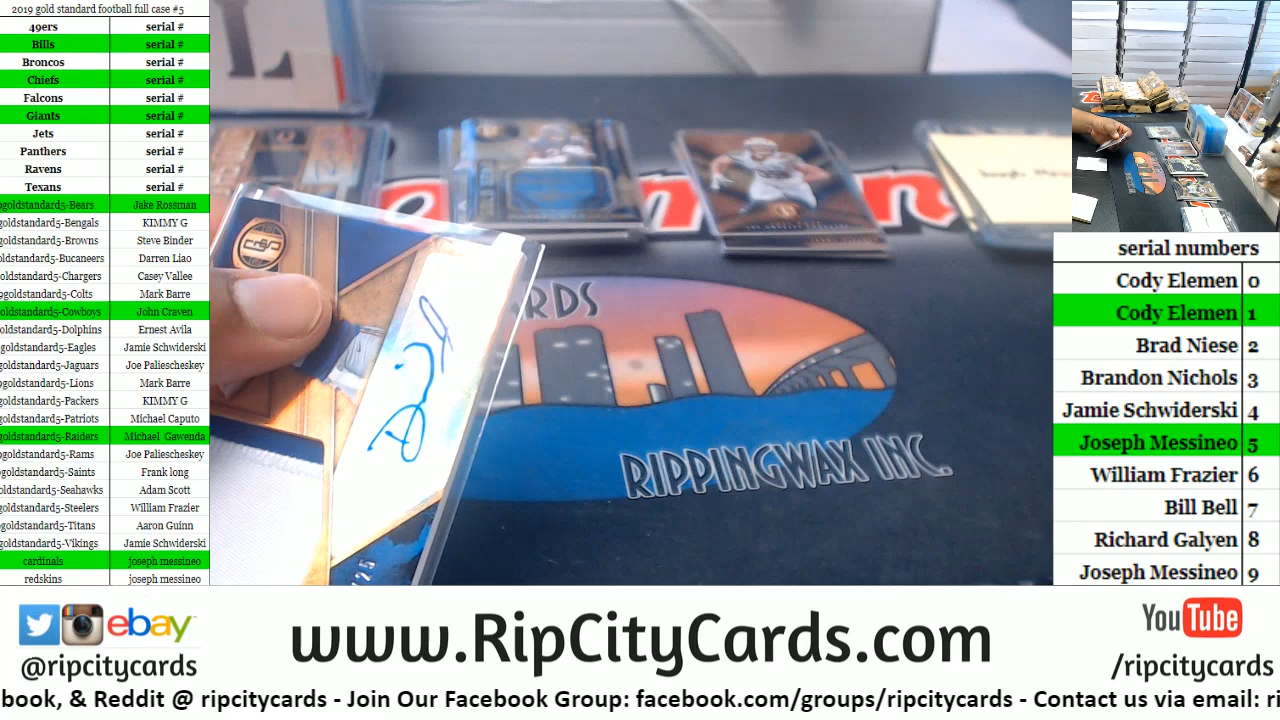 2019 gold standard football full case #5
49ers serial #
Bills serial #
Broncos serial #
Chiefs serial #
Falcons serial #
Giants serial #
Jets serial #
Panthers serial #
Ravens serial #
Texans serial #
goldstandard5-Bears Jake Rossman
goldstandard5-Bengals KIMMY G
goldstandard5-Browns Steve Binder
goldstandard5-Bucaneers Darren Liao
goldstandard5-Chargers Casey Vallee
9goldstandard5-Colts Mark Barre
oldstandard5-Cowboys John Craven
oldstandard5-Dolphins Ernest Avila
goldstandard5-Eagles Jamie Schwiderski
goldstandard5-Jaguars Joe Paliescheskey
goldstandard5-Lions Mark Barre
goldstandard5-Packers KIMMY G
goldstandard5-Patriots Michael Caputo
goldstandard5-Raiders Michael Gawenda
goldstandard5-Rams Joe Paliescheskey
goldstandard5-Saints Frank long
oldstandard5-Seahawks Adam Scott
goldstandard5-Steelers William Frazier
goldstandard5-Titans Aaron Guinn
goldstandard5-Vikings Jamie Schwiderski
cardinals joseph messineo
redskins joseph messineo
RDS
RIPPINGWAX INC.
serial numbers
Cody Elemen 0
Cody Elemen 1
Brad Niese 2
Brandon Nichols 3
Jamie Schwiderski 4
Joseph Messineo 5
William Frazier 6
Bill Bell 7
Richard Galyen 8
Joseph Messineo 9
ebay
@ripcitycards
www.RipCityCards.com
YouTube
/ripcitycards
book, & Reddit @ ripcitycards - Join Our Facebook Group: facebook.com/groups/ripcitycards - Contact us via email: ri